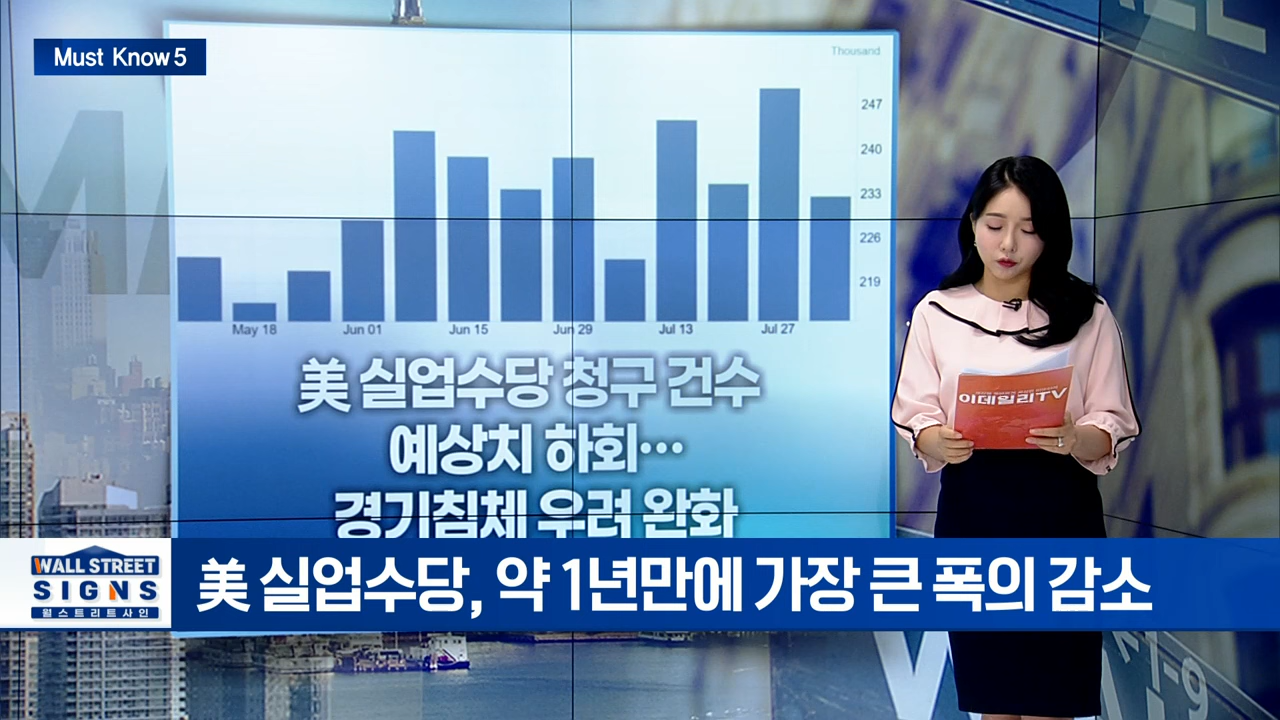 Must Know 5
Thousand
247
240
233
226
219
May 18
Jun 01
Jun 15
Jun 29
Jul 13
Jul 27
美 실업수당 청구 건수
예상치 하회…
경기침체 우려 완화
이데일리TV
WALL STREET
SIGNS
월스트리트사인
美 실업수당, 약 1년만에 가장 큰 폭의 감소